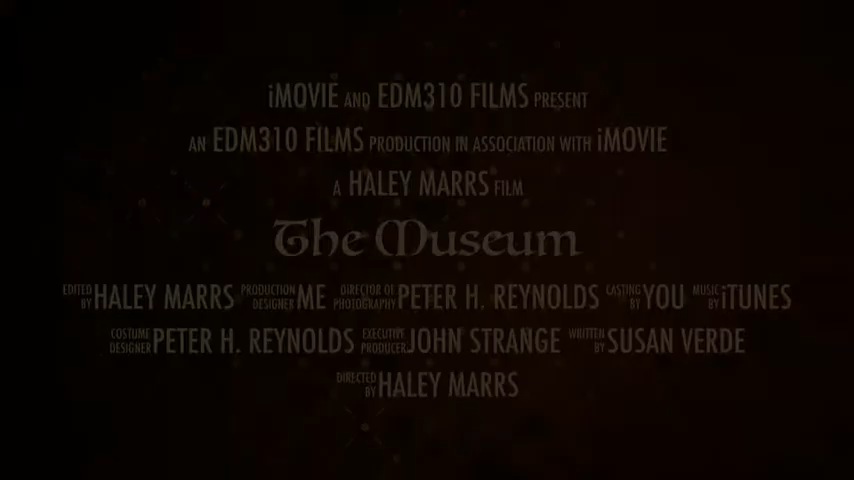 iMOVIE AND EDM310 FILMS PRESENT
AN EDM310 FILMS PRODUCTION IN ASSOCIATION WITH iMOVIE
A HALEY MARRS FILM
The Museum
EDITED BY HALEY MARRS PRODUCTION DESIGNER ME DIRECTOR OF PHOTOGRAPHY PETER H. REYNOLDS CASTING BY YOU MUSIC BY iTUNES
COSTUME DESIGNER PETER H. REYNOLDS EXECUTIVE PRODUCER JOHN STRANGE WRITTEN BY SUSAN VERDE
DIRECTED BY HALEY MARRS